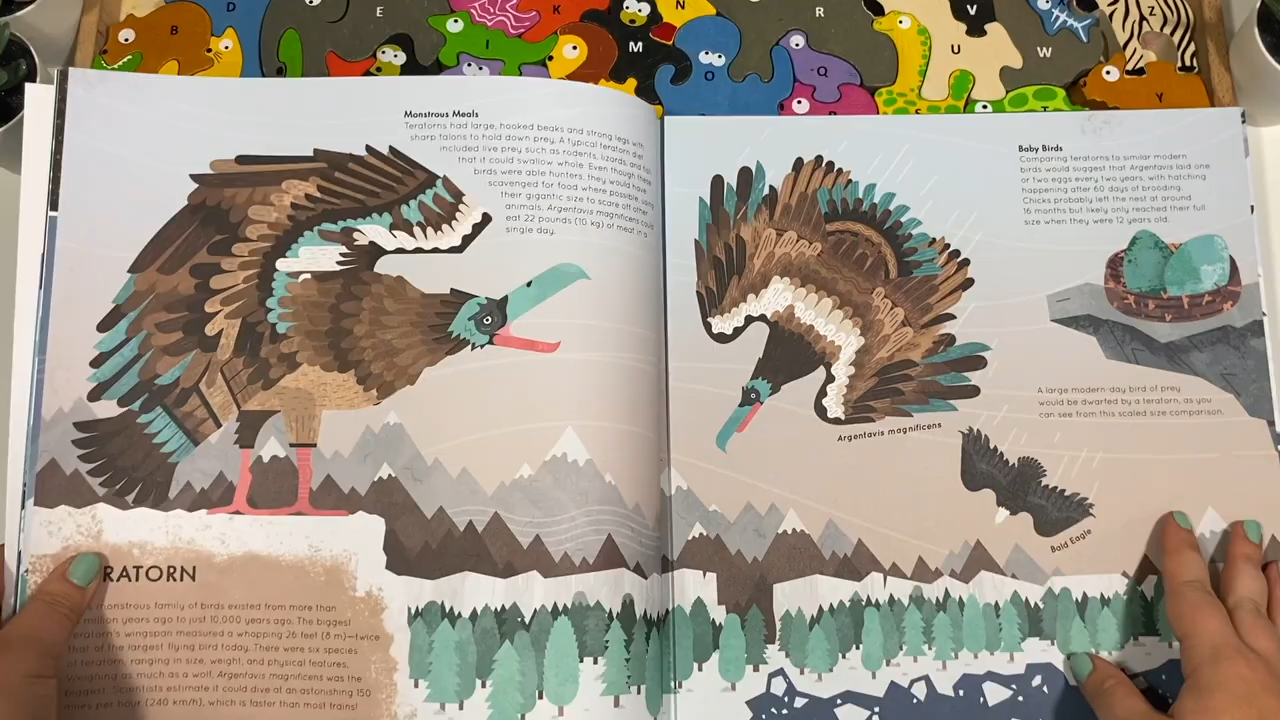 B
D
E
I
K
M
N
O
Q
R
U
V
W
X
Z
Y
Monstrous Meals
Teratorns had large, hooked beaks and strong legs with
sharp talons to hold down prey. A typical teratorn diet
included live prey such as rodents, lizards, and
that it could swallow whole. Even though these
birds were able hunters, they would have
scavenged for food where possible, using
their gigantic size to scare off other
animals. Argentavis magnificens could
eat 22 pounds (10 kg) of meat in a
single day.
RATORN
monstrous family of birds existed from more than
million years ago to just 10,000 years ago. The biggest
teratorn's wingspan measured a whopping 26 feet (8 m)—twice
that of the largest flying bird today. There were six species
of teratorn, ranging in size, weight, and physical features.
Weighing as much as a wolf, Argentavis magnificens was the
biggest. Scientists estimate it could dive at an astonishing 150
miles per hour (240 km/h), which is faster than most trains!
Baby Birds
Comparing teratorns to similar modern
birds would suggest that Argentavis laid one
or two eggs every two years, with hatching
happening after 60 days of brooding.
Chicks probably left the nest at around
16 months but likely only reached their full
size when they were 12 years old.
A large modern-day bird of prey
would be dwarfed by a teratorn, as you
can see from this scaled size comparison.
Argentavis magnificens
Bald Eagle